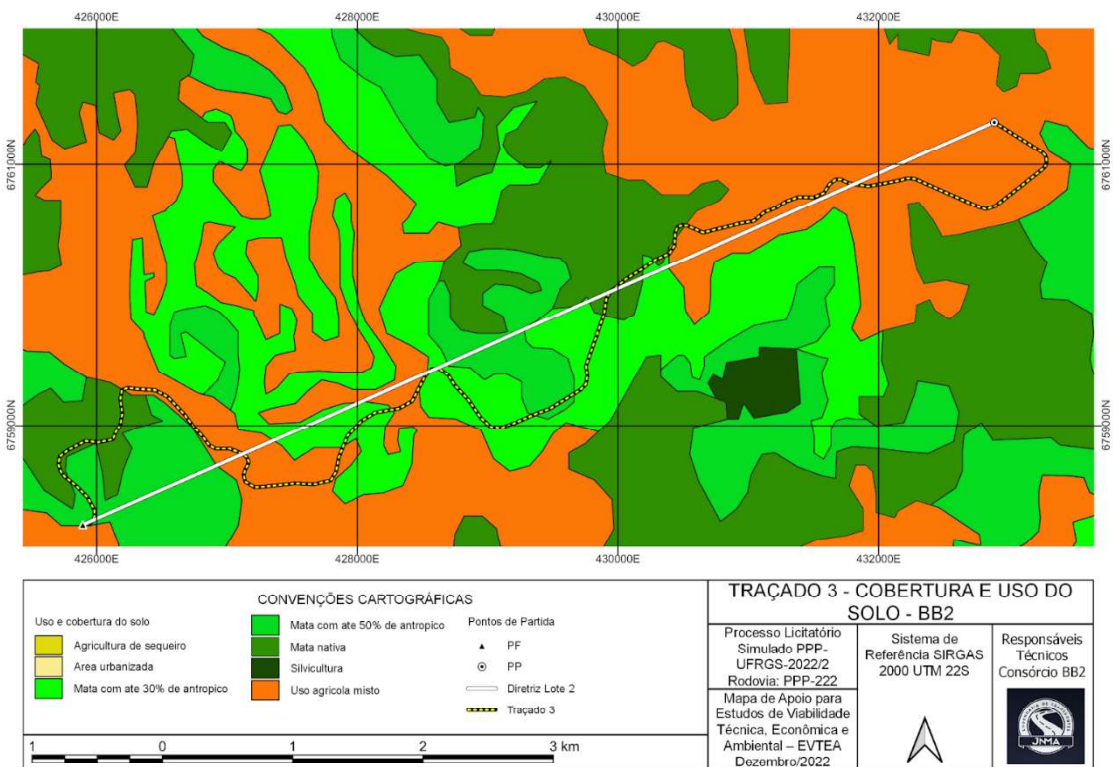 426000E 428000E 430000E 432000E
6761000N 6761000N
6759000N 6759000N
426000E 428000E 430000E 432000E
CONVENÇÕES CARTOGRÁFICAS
Uso e cobertura do solo
Agricultura de sequeiro
Area urbanizada
Mata com ate 30% de antropico
Mata com ate 50% de antropico
Mata nativa
Silvicultura
Uso agricola misto
Pontos de Partida
PF
PP
Diretriz Lote 2
Traçado 3
1 0 1 2 3 km
TRAÇADO 3 - COBERTURA E USO DO
SOLO - BB2
Processo Licitatório
Simulado PPP-
UFRGS-2022/2
Rodovia: PPP-222
Mapa de Apoio para
Estudos de Viabilidade
Técnica, Econômica e
Ambiental – EVTEA
Dezembro/2022
Sistema de
Referência SIRGAS
2000 UTM 22S
Responsáveis
Técnicos
Consórcio BB2
JNMA